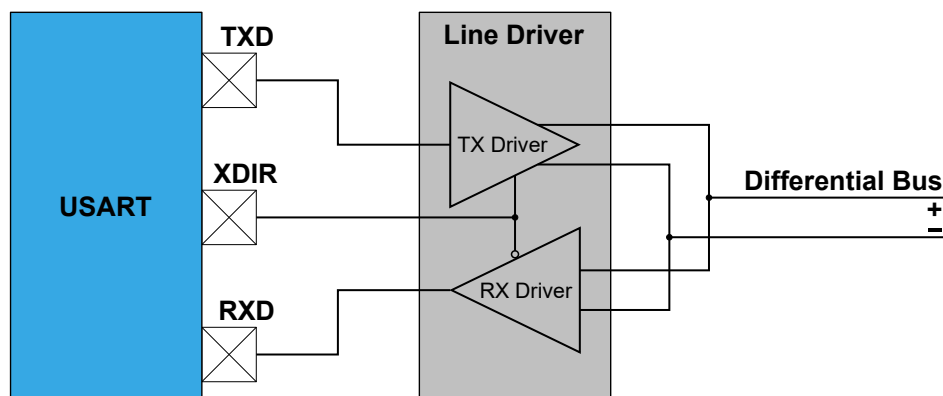 TXD
Line Driver
TX Driver
XDIR
USART
Differential Bus
+
−
RX Driver
RXD